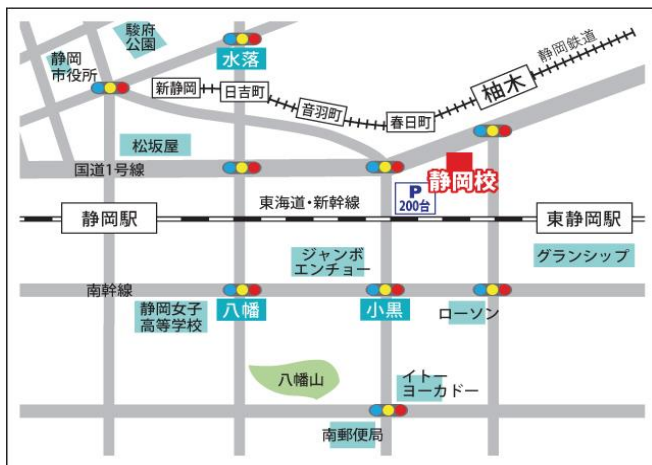 駿府
公園
静岡
市役所
水落
静岡鉄道
新静岡
日吉町
音羽町
春日町
柚木
松坂屋
国道1号線
静岡校
P
200台
東海道・新幹線
静岡駅
東静岡駅
ジャンボ
エンチョー
グランシップ
南幹線
静岡女子
高等学校
八幡
小黒
ローソン
八幡山
イトー
ヨーカドー
南郵便局